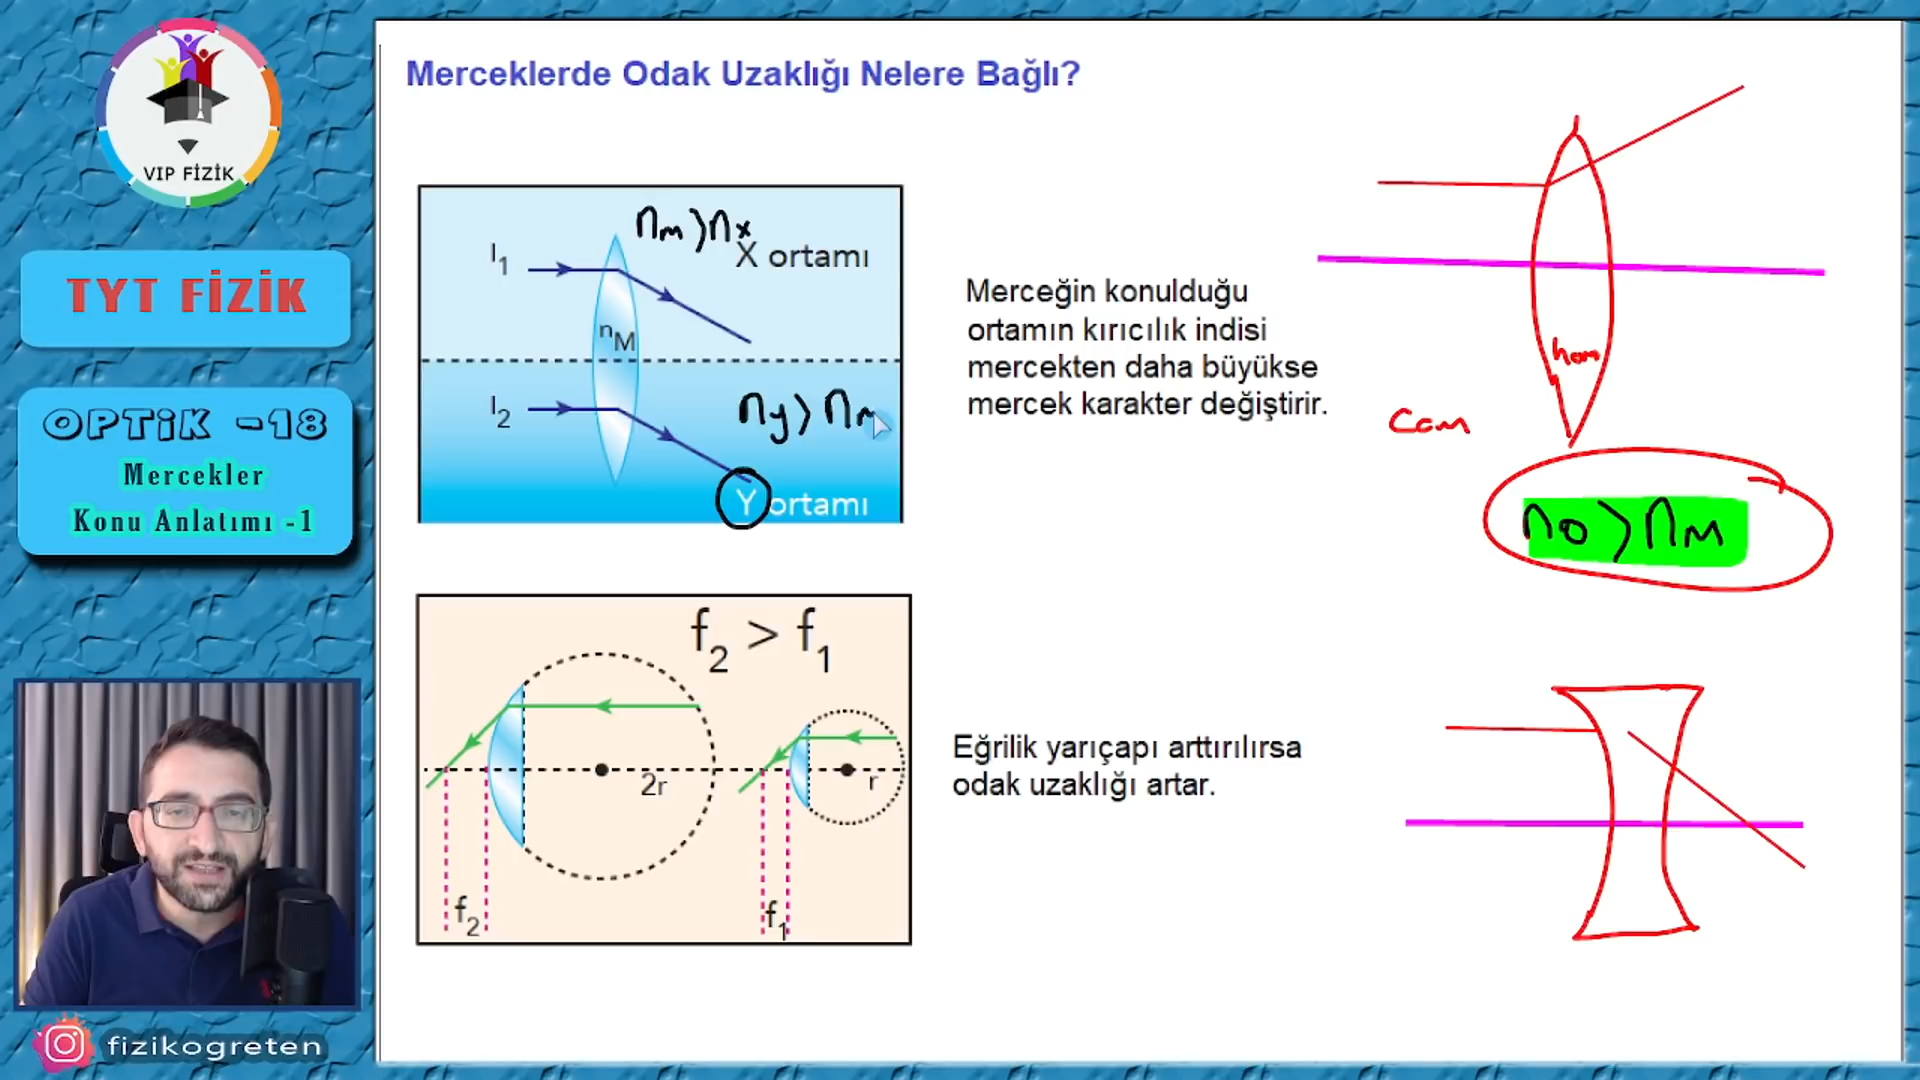 VIP FİZİK
TYT FİZİK
OPTİK -18
Mercekler
Konu Anlatımı -1
fizikogreten
Merceklerde Odak Uzaklığı Nelere Bağlı?
nM > nX
I1
X ortamı
nM
I2
ny > nm
Y ortamı
Merceğin konulduğu
ortamın kırıcılık indisi
mercekten daha büyükse
mercek karakter değiştirir.
Cam
nO > nM
f2 > f1
2r
r
f2
f1
Eğrilik yarıçapı arttırılırsa
odak uzaklığı artar.